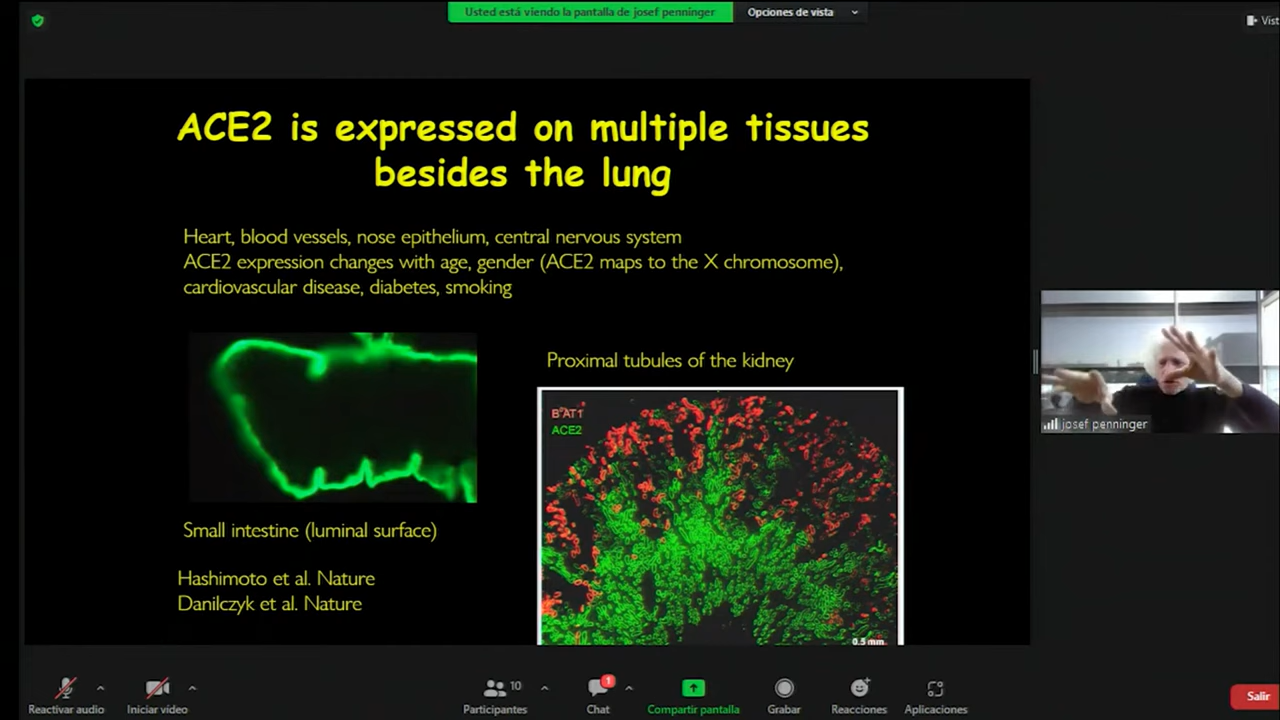 Usted está viendo la pantalla de josef penninger
Opciones de vista
Vist
ACE2 is expressed on multiple tissues
besides the lung
Heart, blood vessels, nose epithelium, central nervous system
ACE2 expression changes with age, gender (ACE2 maps to the X chromosome),
cardiovascular disease, diabetes, smoking
Proximal tubules of the kidney
B⁰AT1
ACE2
0.5 mm
Small intestine (luminal surface)
Hashimoto et al. Nature
Danilczyk et al. Nature
josef penninger
Reactivar audio
Iniciar vídeo
10
Participantes
1
Chat
Compartir pantalla
Grabar
Reacciones
Aplicaciones
Salir